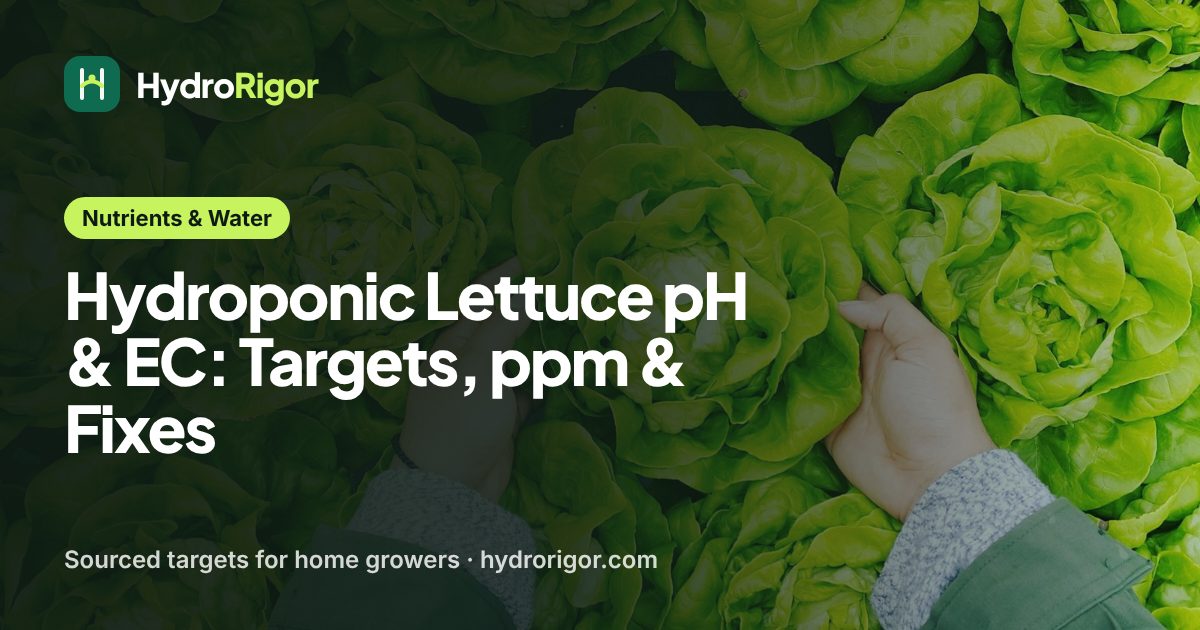 HydroRigor
Nutrients & Water
Hydroponic Lettuce pH
& EC: Targets, ppm &
Fixes
Sourced targets for home growers · hydrorigor.com